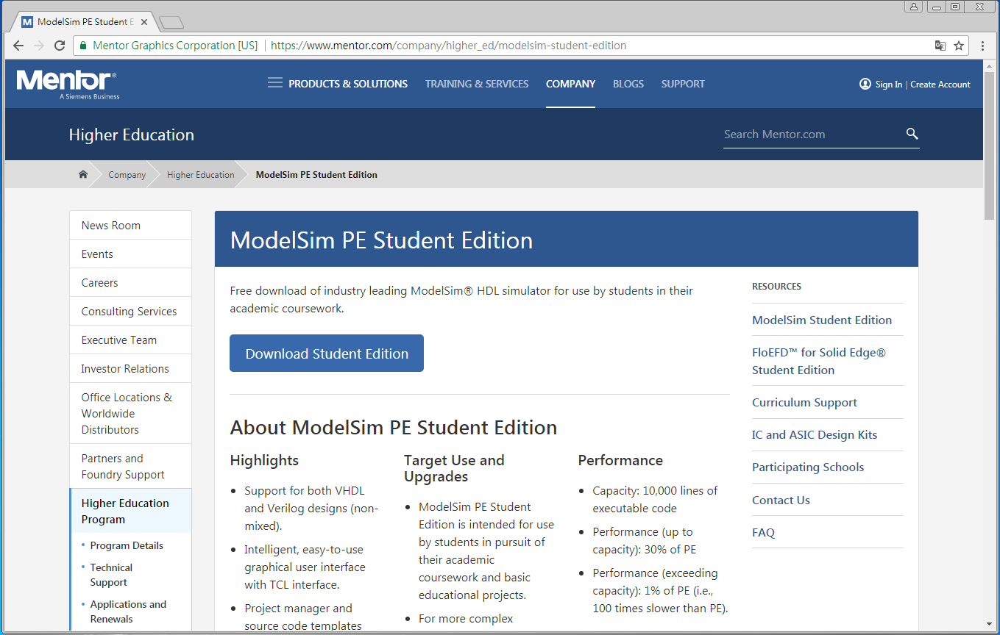 ModelSim PE Student E
Mentor Graphics Corporation [US]
https://www.mentor.com/company/higher_ed/modelsim-student-edition
Mentor®
A Siemens Business
PRODUCTS & SOLUTIONS
TRAINING & SERVICES
COMPANY
BLOGS
SUPPORT
Sign In | Create Account
Higher Education
Search Mentor.com
Company
Higher Education
ModelSim PE Student Edition
News Room
Events
Careers
Consulting Services
Executive Team
Investor Relations
Office Locations &
Worldwide
Distributors
Partners and
Foundry Support
Higher Education
Program
• Program Details
• Technical
Support
• Applications and
Renewals
ModelSim PE Student Edition
Free download of industry leading ModelSim® HDL simulator for use by students in their
academic coursework.
Download Student Edition
About ModelSim PE Student Edition
Highlights
• Support for both VHDL
and Verilog designs (non-
mixed).
• Intelligent, easy-to-use
graphical user interface
with TCL interface.
• Project manager and
source code templates
Target Use and
Upgrades
• ModelSim PE Student
Edition is intended for use
by students in pursuit of
their academic
coursework and basic
educational projects.
• For more complex
Performance
• Capacity: 10,000 lines of
executable code
• Performance (up to
capacity): 30% of PE
• Performance (exceeding
capacity): 1% of PE (i.e.,
100 times slower than PE).
RESOURCES
ModelSim Student Edition
FloEFD™ for Solid Edge®
Student Edition
Curriculum Support
IC and ASIC Design Kits
Participating Schools
Contact Us
FAQ